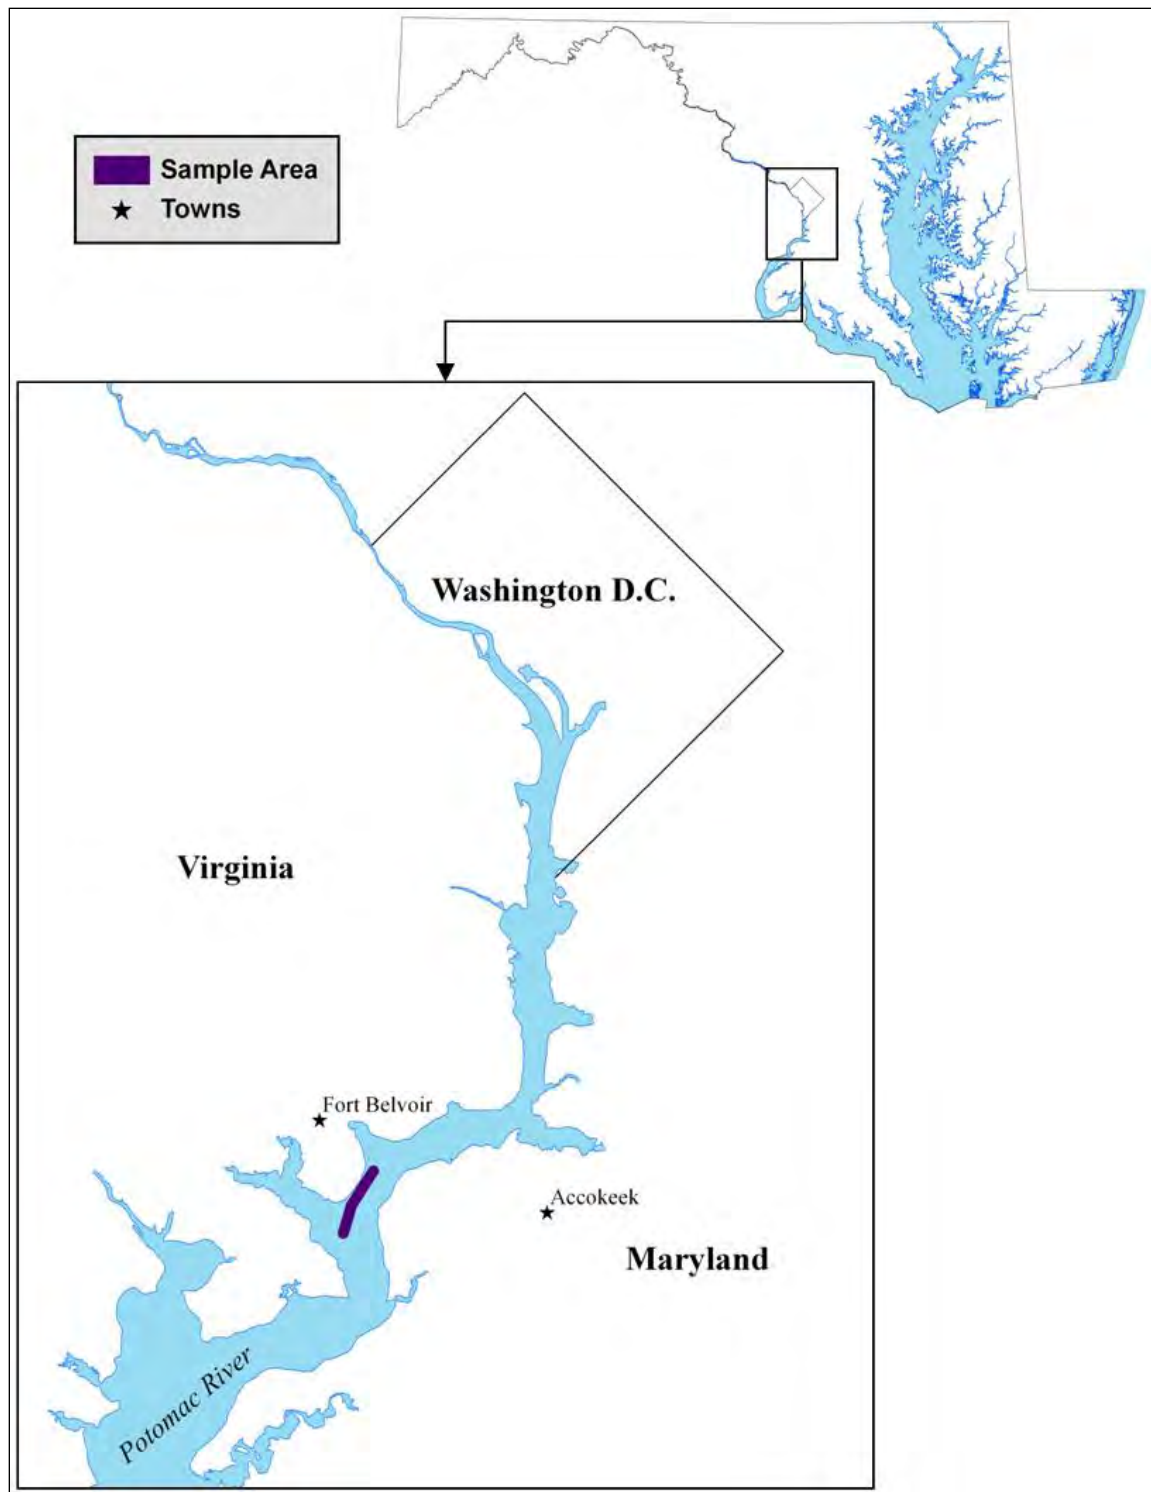 Sample Area
Towns
Washington D.C.
Virginia
Fort Belvoir
Accokeek
Maryland
Potomac River